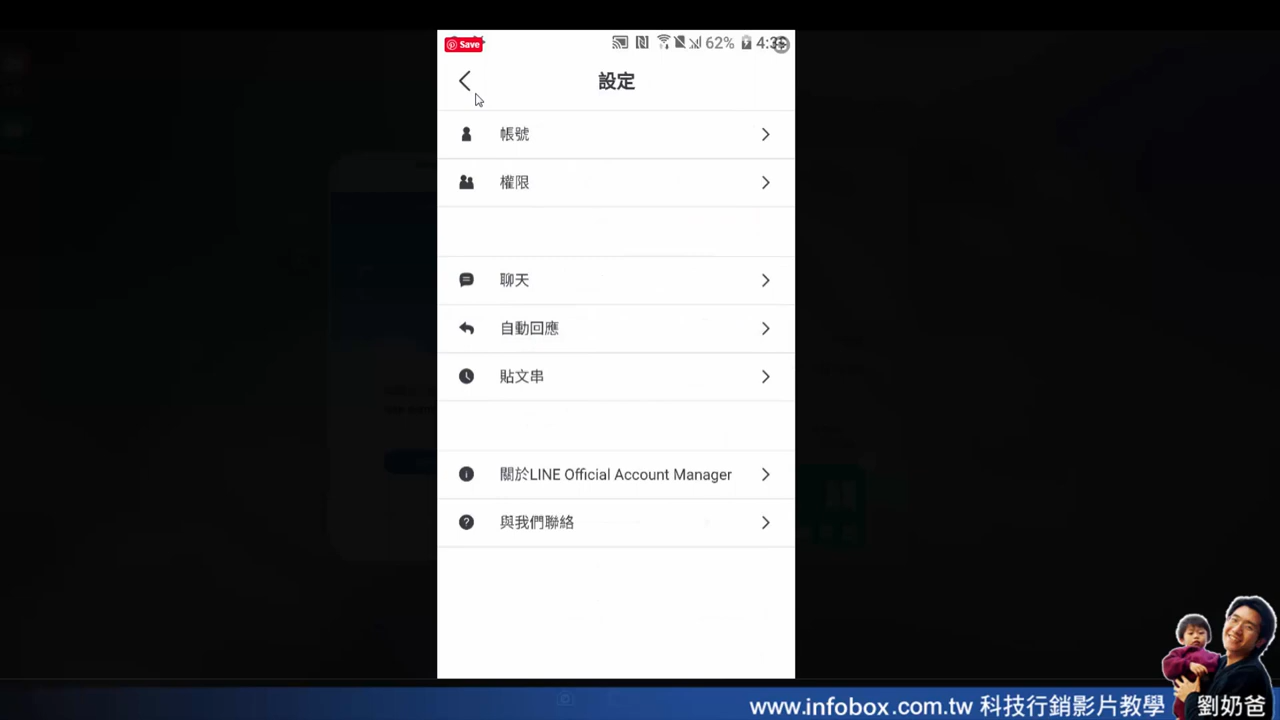 Save
62%
4:3
設定
帳號
權限
聊天
自動回應
貼文串
關於LINE Official Account Manager
與我們聯絡
www.infobox.com.tw 科技行銷影片教學
劉奶爸